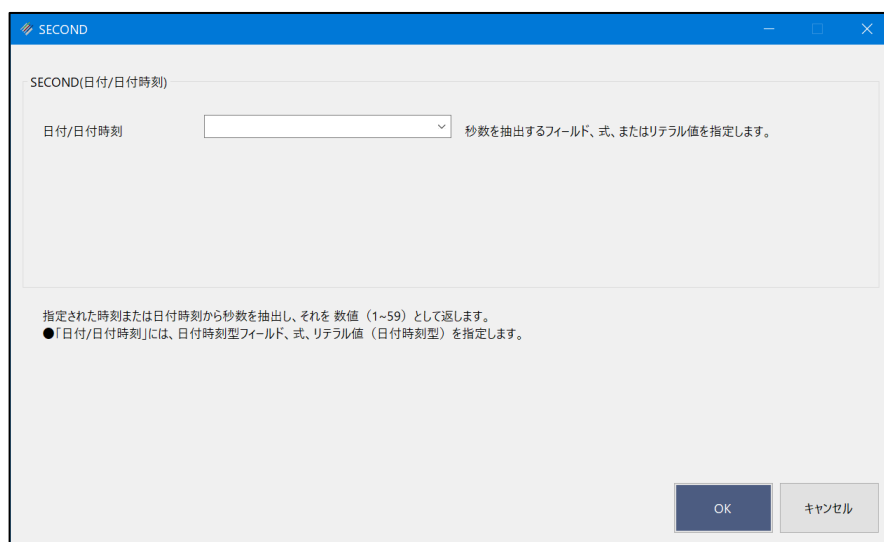 SECOND
SECOND(日付/日付時刻)
日付/日付時刻
秒数を抽出するフィールド、式、またはリテラル値を指定します。
指定された時刻または日付時刻から秒数を抽出し、それを 数値（1~59）として返します。
●「日付/日付時刻」には、日付時刻型フィールド、式、リテラル値（日付時刻型）を指定します。
OK
キャンセル